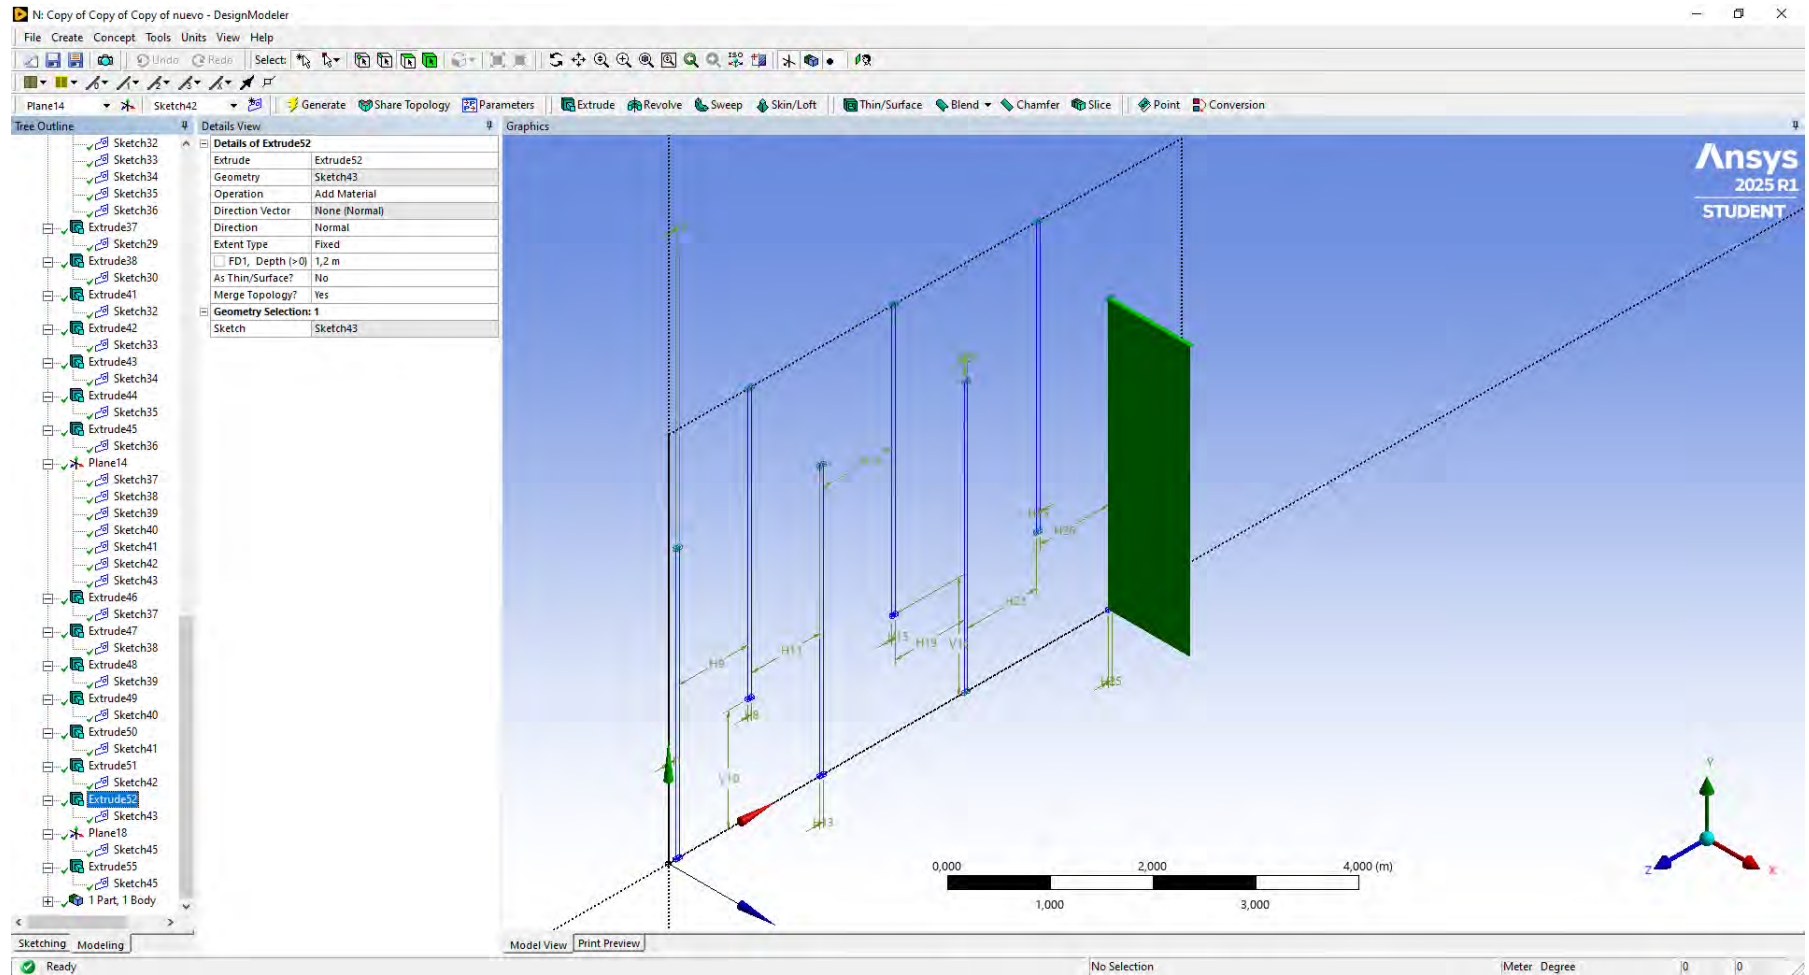 N: Copy of Copy of Copy of nuevo - DesignModeler
File Create Concept Tools Units View Help
Undo Redo Select:
Plane14 Sketch42 Generate Share Topology Parameters Extrude Revolve Sweep Skin/Loft Thin/Surface Blend Chamfer Slice Point Conversion
Tree Outline
Sketch32
Sketch33
Sketch34
Sketch35
Sketch36
Extrude37
Sketch29
Extrude38
Sketch30
Extrude41
Sketch32
Extrude42
Sketch33
Extrude43
Sketch34
Extrude44
Sketch35
Extrude45
Sketch36
Plane14
Sketch37
Sketch38
Sketch39
Sketch40
Sketch41
Sketch42
Sketch43
Extrude46
Sketch37
Extrude47
Sketch38
Extrude48
Sketch39
Extrude49
Sketch40
Extrude50
Sketch41
Extrude51
Sketch42
Extrude52
Sketch43
Plane18
Sketch45
Extrude55
Sketch45
1 Part, 1 Body
Sketching Modeling
Details View
Details of Extrude52
Extrude Extrude52
Geometry Sketch43
Operation Add Material
Direction Vector None (Normal)
Direction Normal
Extent Type Fixed
FD1, Depth (>0) 1,2 m
As Thin/Surface? No
Merge Topology? Yes
Geometry Selection: 1
Sketch Sketch43
Graphics
Ansys
2025 R1
STUDENT
H26
H23
H15 H19
H11
H9
H8
V10
H13
H25
0,000 2,000 4,000 (m)
1,000 3,000
Y
Z X
Model View Print Preview
Ready No Selection Meter Degree 0 0